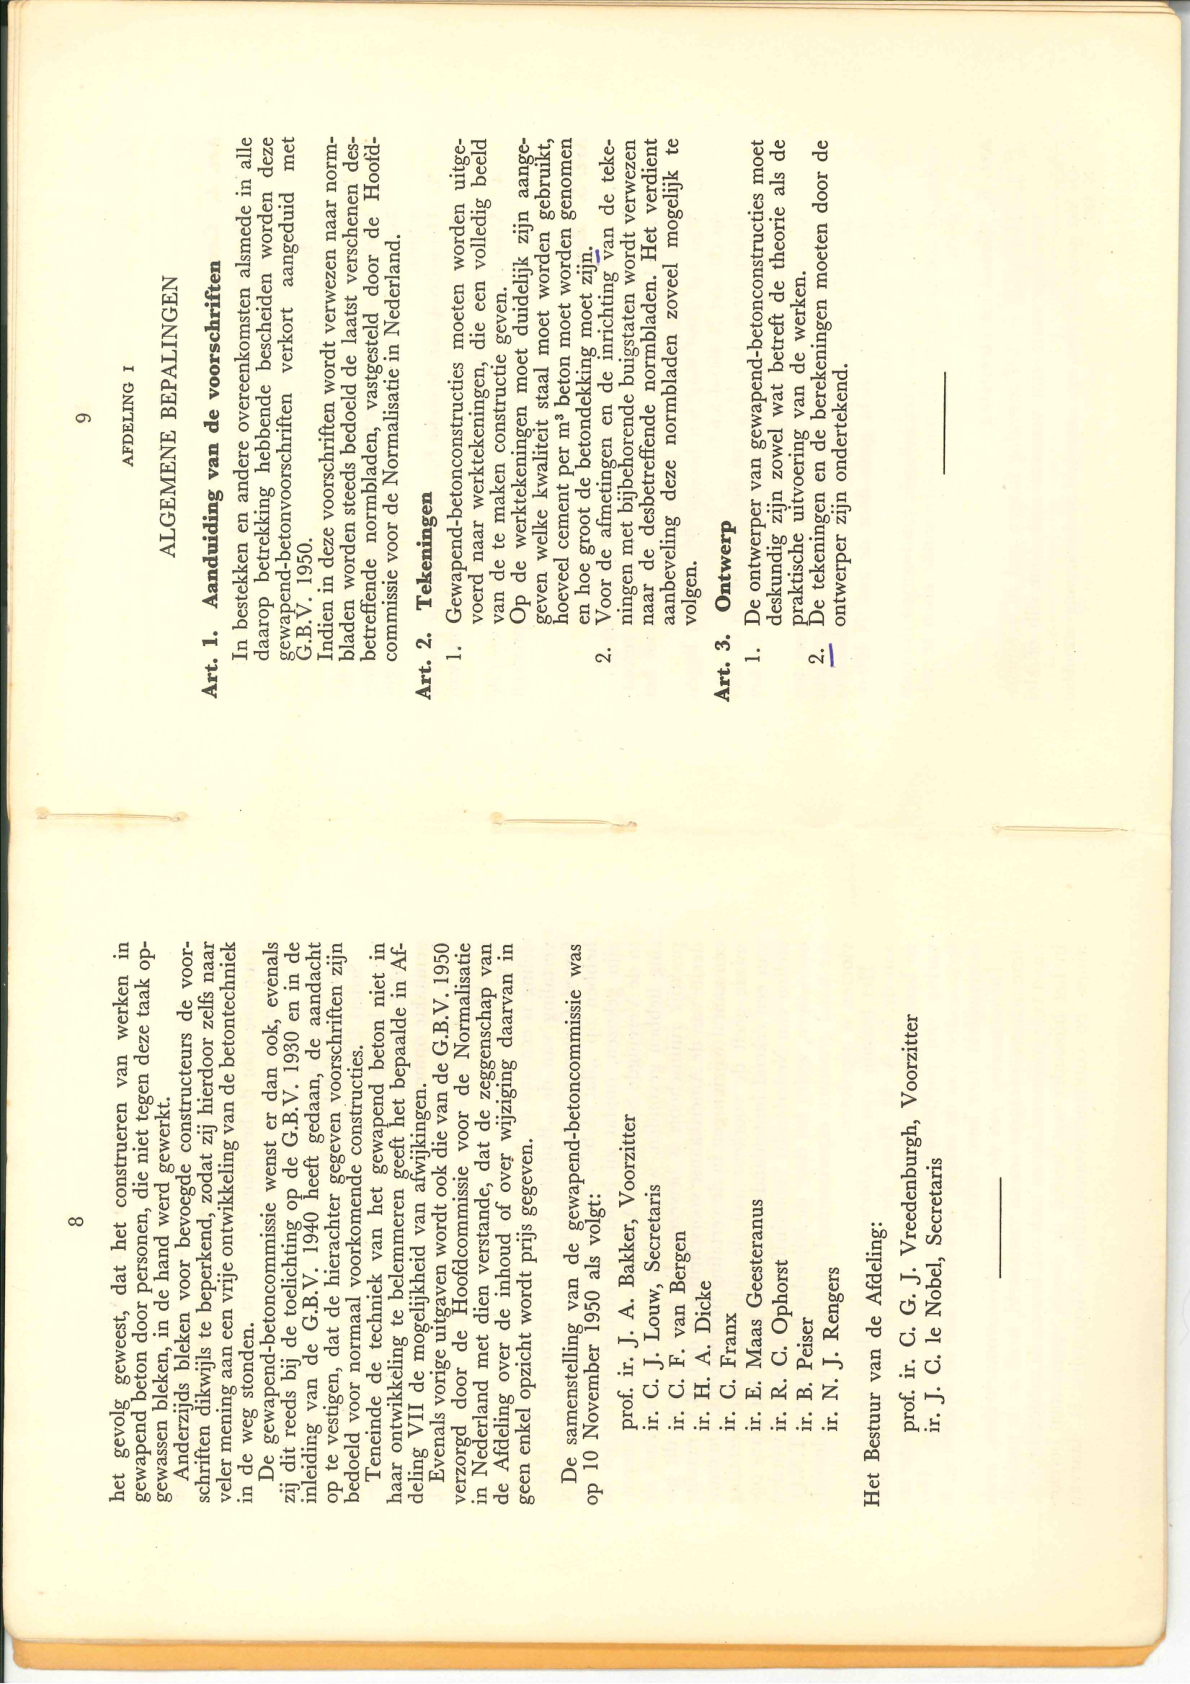 8
het gevolg geweest, dat het construeren van werken in
gewapend beton door personen, die niet tegen deze taak op-
gewassen bleken, in de hand werd gewerkt.
Anderzijds bleken voor bevoegde constructeurs de voor-
schriften dikwijls te beperkend, zodat zij hierdoor zelfs naar
veler mening aan een vrije ontwikkeling van de betontechniek
in de weg stonden.
De gewapend-betoncommissie wenst er dan ook, evenals
zij dit reeds bij de toelichting op de G.B.V. 1930 en in de
inleiding van de G.B.V. 1940 heeft gedaan, de aandacht
op te vestigen, dat de hierachter gegeven voorschriften zijn
bedoeld voor normaal voorkomende constructies.
Teneinde de techniek van het gewapend beton niet in
haar ontwikkeling te belemmeren geeft het bepaalde in Af-
deling VII de mogelijkheid van afwijkingen.
Evenals vorige uitgaven wordt ook die van de G.B.V. 1950
verzorgd door de Hoofdcommissie voor de Normalisatie
in Nederland met dien verstande, dat de zeggenschap van
de Afdeling over de inhoud of over wijziging daarvan in
geen enkel opzicht wordt prijs gegeven.
De samenstelling van de gewapend-betoncommissie was
op 10 November 1950 als volgt:
prof. ir. J. A. Bakker, Voorzitter
ir. C. J. Louw, Secretaris
ir. C. F. van Bergen
ir. H. A. Dicke
ir. C. Franx
ir. E. Maas Geesteranus
ir. R. C. Ophorst
ir. B. Peiser
ir. N. J. Rengers
Het Bestuur van de Afdeling:
prof. ir. C. G. J. Vreedenburgh, Voorzitter
ir. J. C. le Nobel, Secretaris
9
AFDELING I
ALGEMENE BEPALINGEN
Art. 1. Aanduiding van de voorschriften
In bestekken en andere overeenkomsten alsmede in alle
daarop betrekking hebbende bescheiden worden deze
gewapend-betonvoorschriften verkort aangeduid met
G.B.V. 1950.
Indien in deze voorschriften wordt verwezen naar norm-
bladen worden steeds bedoeld de laatst verschenen des-
betreffende normbladen, vastgesteld door de Hoofd-
commissie voor de Normalisatie in Nederland.
Art. 2. Tekeningen
1. Gewapend-betonconstructies moeten worden uitge-
voerd naar werktekeningen, die een volledig beeld
van de te maken constructie geven.
Op de werktekeningen moet duidelijk zijn aange-
geven welke kwaliteit staal moet worden gebruikt,
hoeveel cement per m³ beton moet worden genomen
en hoe groot de betondekking moet zijn.
2. Voor de afmetingen en de inrichting van de teke-
ningen met bijbehorende buigstaten wordt verwezen
naar de desbetreffende normbladen. Het verdient
aanbeveling deze normbladen zoveel mogelijk te
volgen.
Art. 3. Ontwerp
1. De ontwerper van gewapend-betonconstructies moet
deskundig zijn zowel wat betreft de theorie als de
praktische uitvoering van de werken.
2. De tekeningen en de berekeningen moeten door de
ontwerper zijn ondertekend.